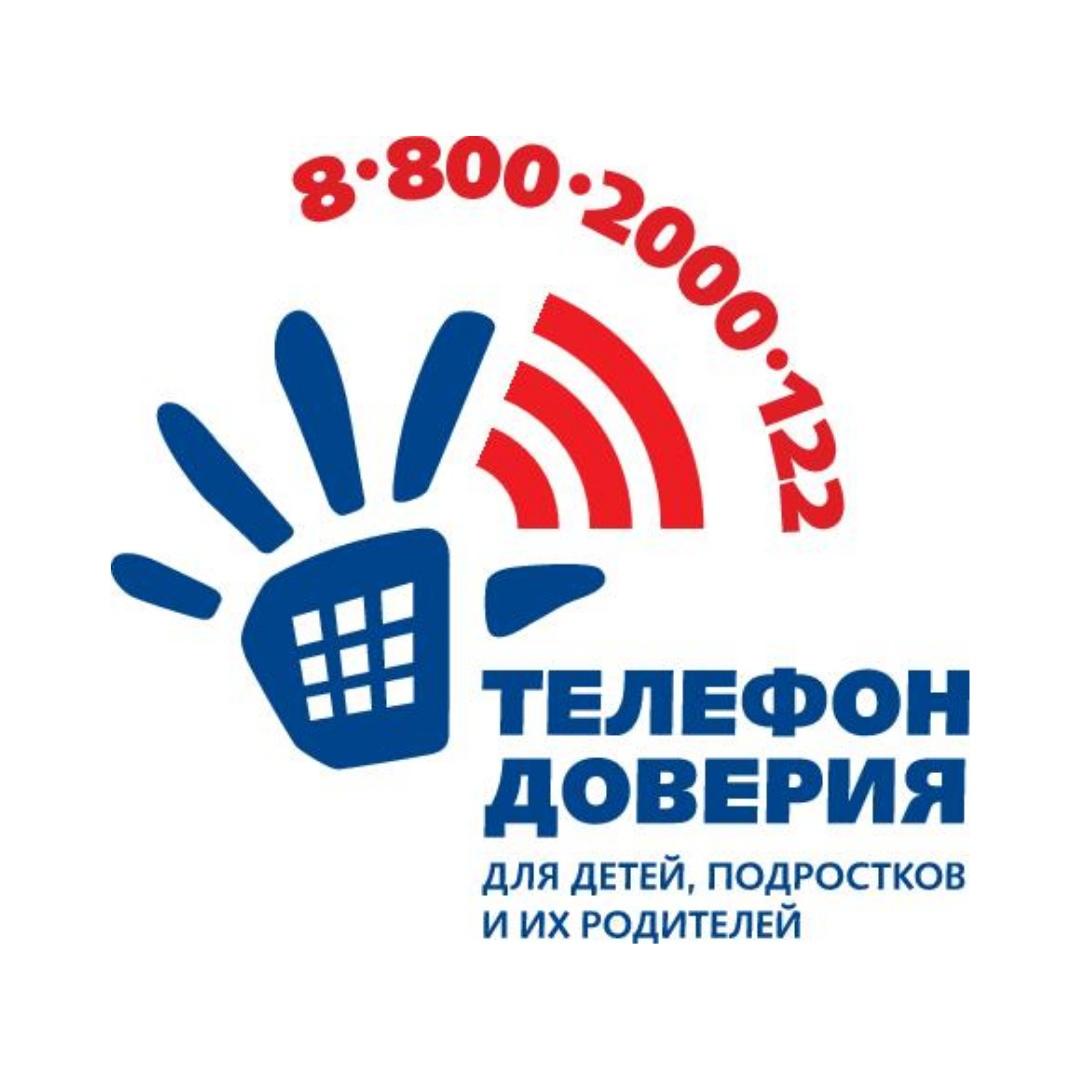 8·800·2000·122
ТЕЛЕФОН
ДОВЕРИЯ
ДЛЯ ДЕТЕЙ, ПОДРОСТКОВ
И ИХ РОДИТЕЛЕЙ